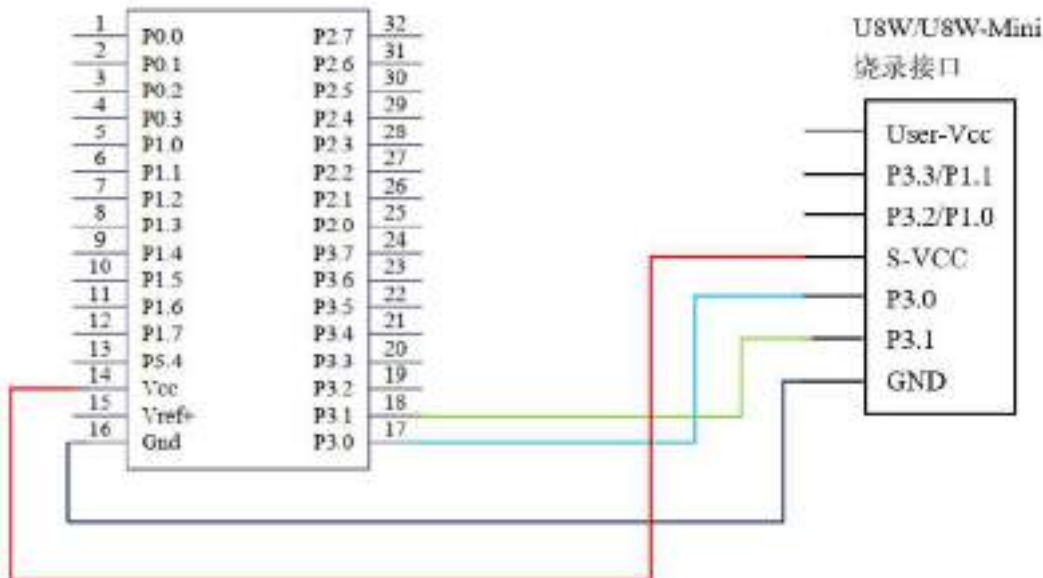 1 P0.0 P2.7 32
2 P0.1 P2.6 31
3 P0.2 P2.5 30
4 P0.3 P2.4 29
5 P1.0 P2.3 28
6 P1.1 P2.2 27
7 P1.2 P2.1 26
8 P1.3 P2.0 25
9 P1.4 P3.7 24
10 P1.5 P3.6 23
11 P1.6 P3.5 22
12 P1.7 P3.4 21
13 P5.4 P3.3 20
14 Vcc P3.2 19
15 Vref+ P3.1 18
16 Gnd P3.0 17
U8W/U8W-Mini
烧录接口
User-Vcc
P3.3/P1.1
P3.2/P1.0
S-VCC
P3.0
P3.1
GND